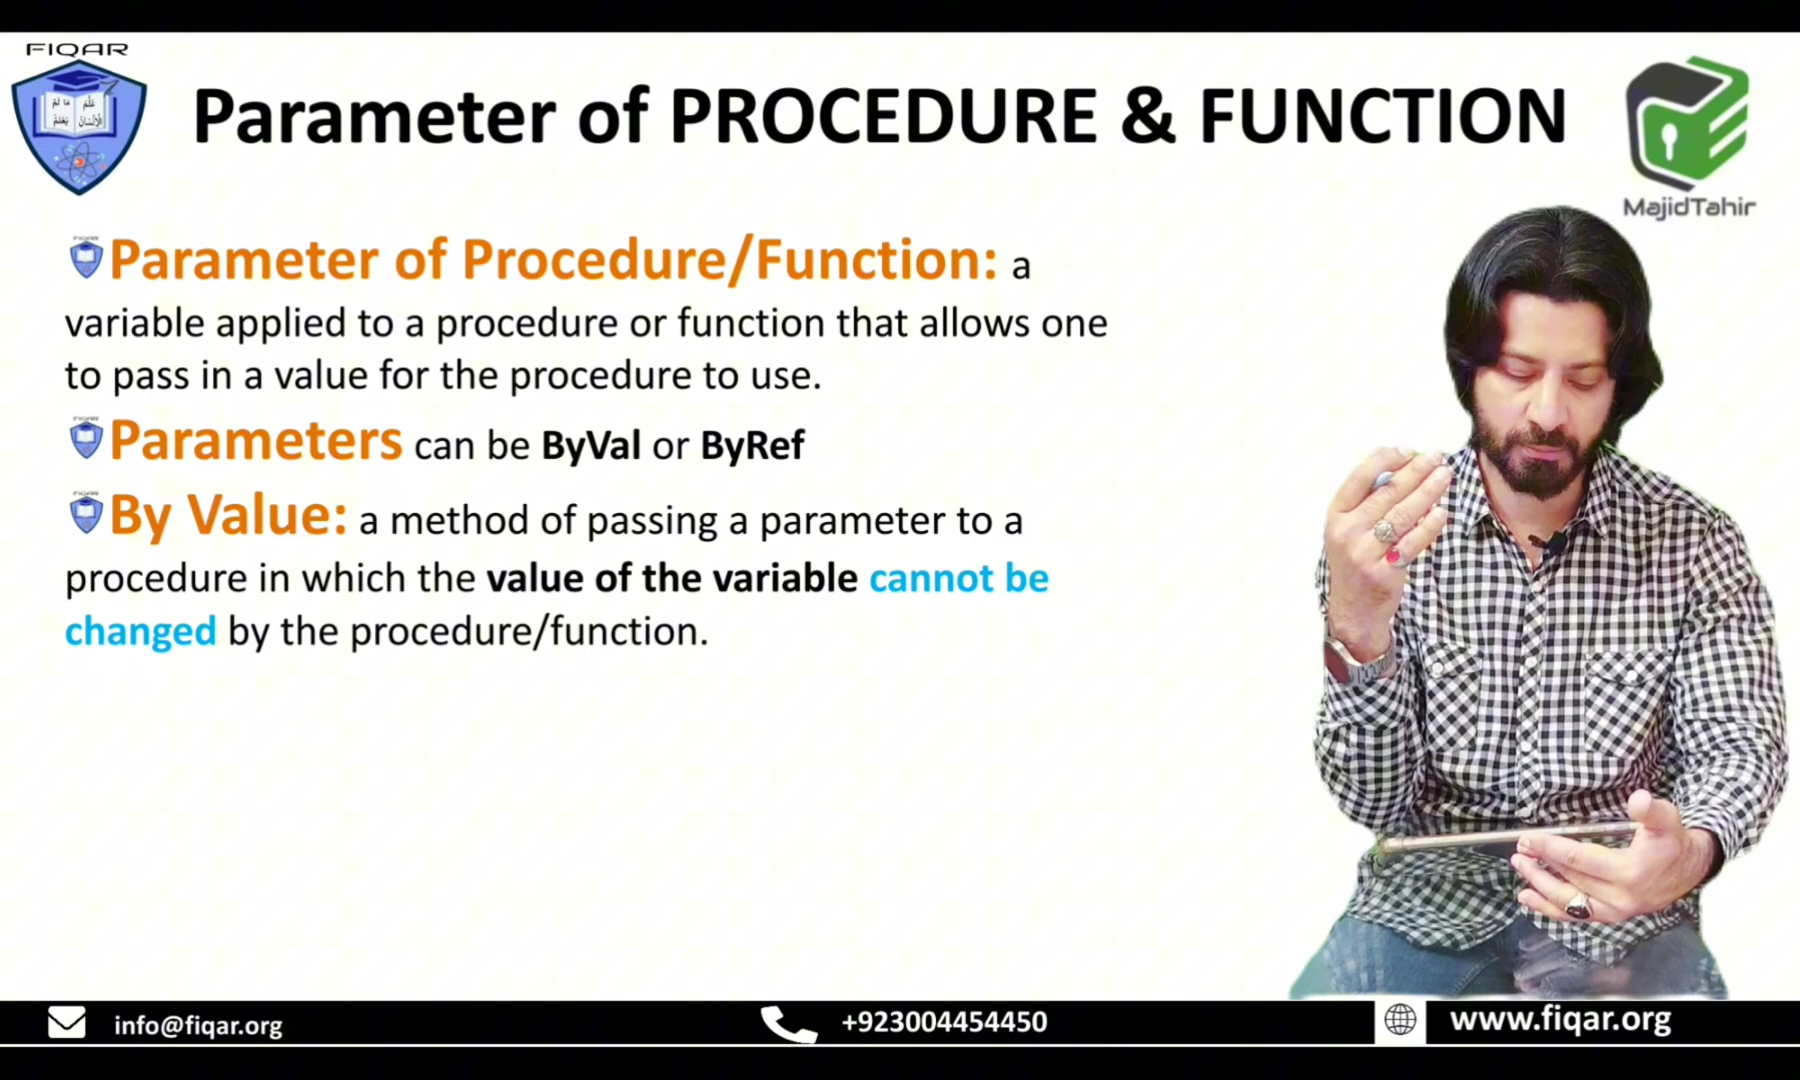 FIQAR
عَلَّمَ
الْاِنْسَانَ
مَا لَمْ
يَعْلَمْ
Parameter of PROCEDURE & FUNCTION
MajidTahir
Parameter of Procedure/Function: a
variable applied to a procedure or function that allows one
to pass in a value for the procedure to use.
Parameters can be ByVal or ByRef
By Value: a method of passing a parameter to a
procedure in which the value of the variable cannot be
changed by the procedure/function.
info@fiqar.org
+923004454450
www.fiqar.org